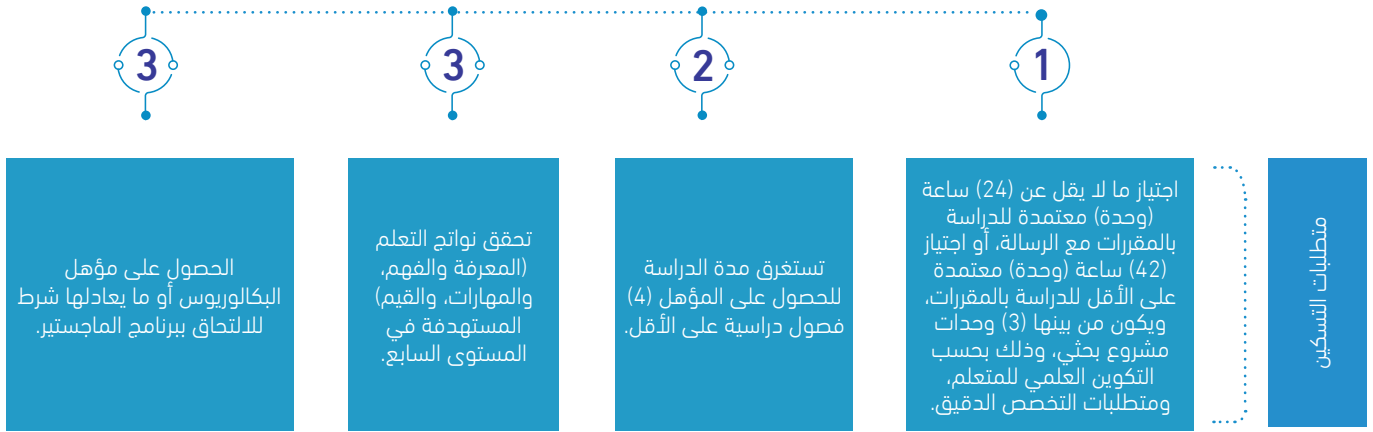 1
2
3
3
متطلبات التسكين
اجتياز ما لا يقل عن (24) ساعة
(وحدة) معتمدة للدراسة
بالمقررات مع الرسالة، أو اجتياز
(42) ساعة (وحدة) معتمدة
على الأقل للدراسة بالمقررات،
ويكون من بينها (3) وحدات
مشروع بحثي، وذلك بحسب
التكوين العلمي للمتعلم،
ومتطلبات التخصص الدقيق.
تستغرق مدة الدراسة
للحصول على المؤهل (4)
فصول دراسية على الأقل.
تحقق نواتج التعلم
(المعرفة والفهم،
والمهارات، والقيم)
المستهدفة في
المستوى السابع.
الحصول على مؤهل
البكالوريوس أو ما يعادلها شرط
للالتحاق ببرنامج الماجستير.